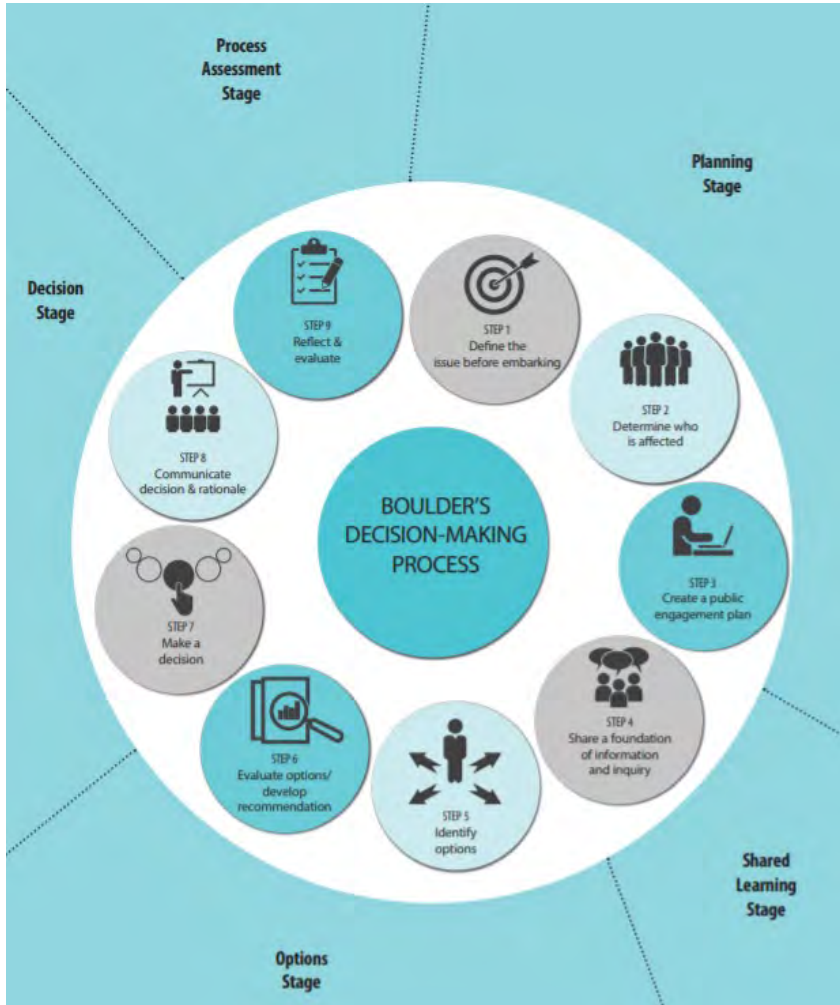 Process
Assessment
Stage
Planning
Stage
Decision
Stage
STEP 9
Reflect &
evaluate
STEP 1
Define the
issue before embarking
STEP 2
Determine who
is affected
STEP 8
Communicate
decision & rationale
BOULDER'S
DECISION-MAKING
PROCESS
STEP 3
Create a public
engagement plan
STEP 7
Make a
decision
STEP 4
Share a foundation
of information
and inquiry
STEP 6
Evaluate options/
develop
recommendation
STEP 5
Identify
options
Shared
Learning
Stage
Options
Stage